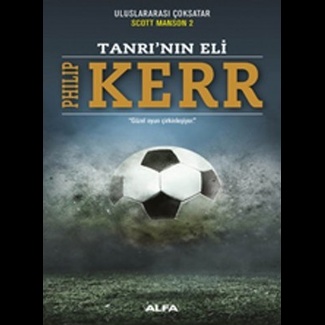 ULUSLARARASI ÇOKSATAR
SCOTT MANSON 2
TANRI'NIN ELİ
PHILIP
KERR
"Güzel oyun çirkinleşiyor."
ALFA